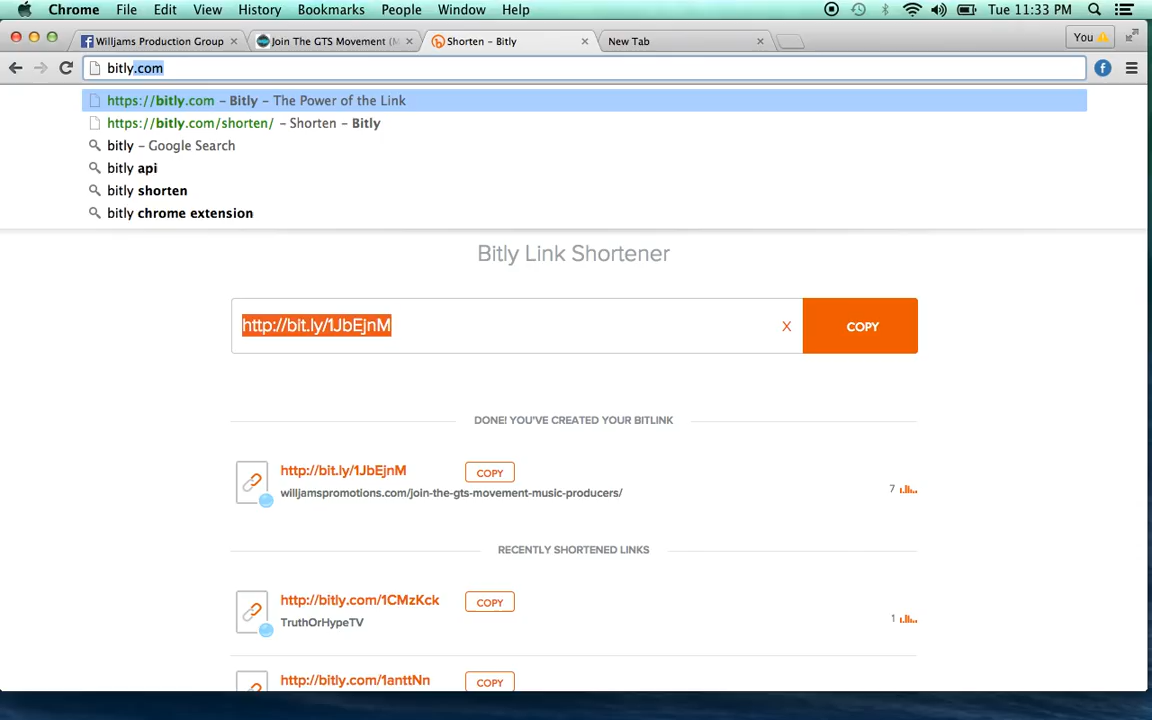 Chrome File Edit View History Bookmarks People Window Help Tue 11:33 PM
Willjams Production Group Join The GTS Movement (M Shorten – Bitly New Tab You
bitly.com
https://bitly.com – Bitly – The Power of the Link
https://bitly.com/shorten/ – Shorten – Bitly
bitly – Google Search
bitly api
bitly shorten
bitly chrome extension
Bitly Link Shortener
http://bit.ly/1JbEjnM X COPY
DONE! YOU'VE CREATED YOUR BITLINK
http://bit.ly/1JbEjnM COPY
willjamspromotions.com/join-the-gts-movement-music-producers/ 7
RECENTLY SHORTENED LINKS
http://bitly.com/1CMzKck COPY
TruthOrHypeTV 1
http://bitly.com/1anttNn COPY